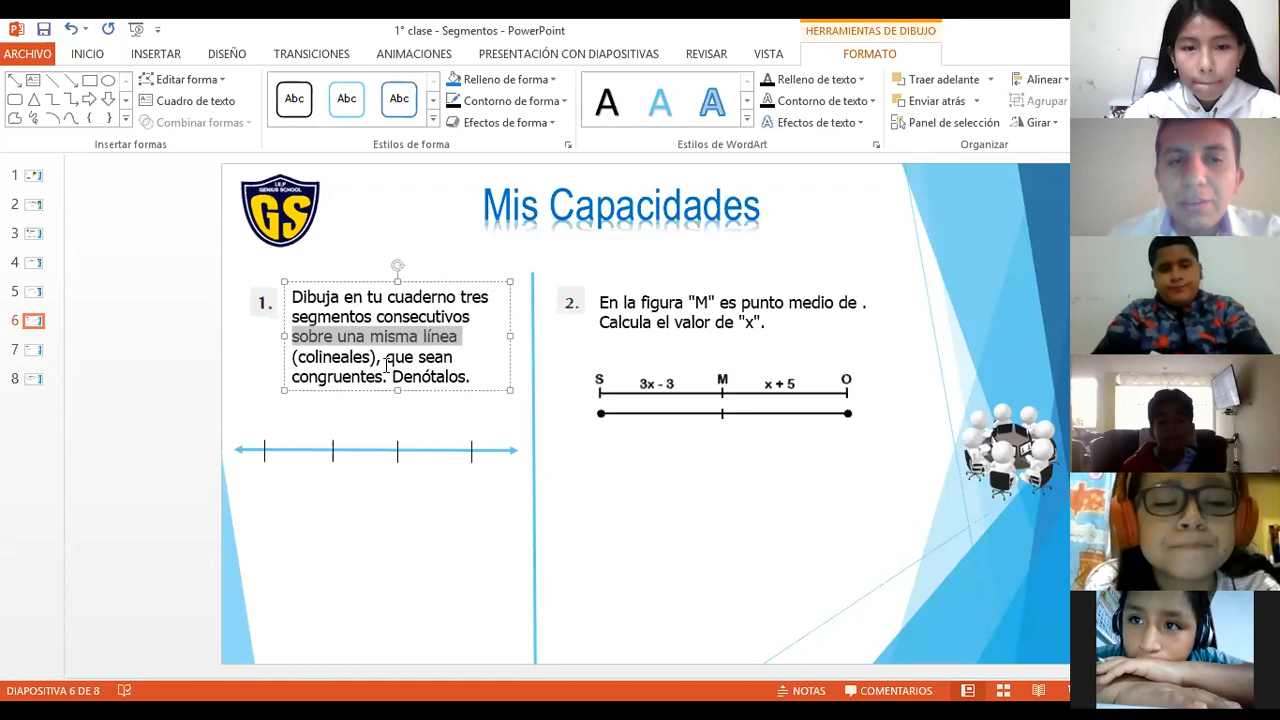 1° clase - Segmentos - PowerPoint
HERRAMIENTAS DE DIBUJO
ARCHIVO INICIO INSERTAR DISEÑO TRANSICIONES ANIMACIONES PRESENTACIÓN CON DIAPOSITIVAS REVISAR VISTA FORMATO
Editar forma
Cuadro de texto
Combinar formas
Insertar formas
Abc Abc Abc
Relleno de forma
Contorno de forma
Efectos de forma
Estilos de forma
A A A
Relleno de texto
Contorno de texto
Efectos de texto
Estilos de WordArt
Traer adelante
Enviar atrás
Panel de selección
Alinear
Agrupar
Girar
Organizar
1
2
3
4
5
6
7
8
I.E.P.
GENIUS SCHOOL
GS
Mis Capacidades
1.
Dibuja en tu cuaderno tres
segmentos consecutivos
sobre una misma línea
(colineales), que sean
congruentes. Denótalos.
2.
En la figura "M" es punto medio de .
Calcula el valor de "x".
S 3x - 3 M x + 5 O
DIAPOSITIVA 6 DE 8
NOTAS COMENTARIOS